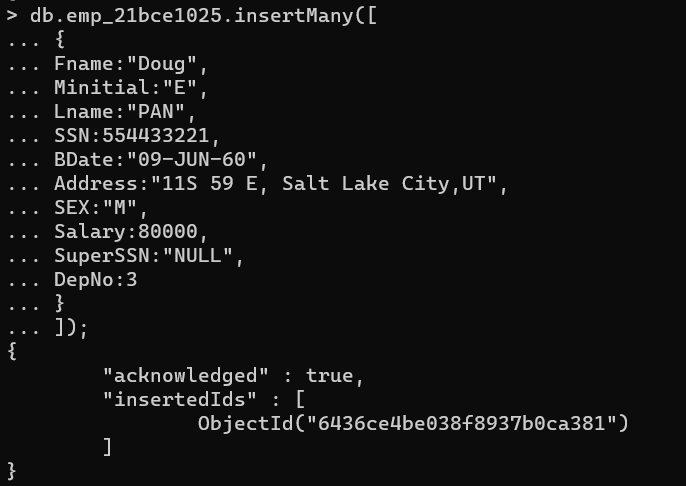 > db.emp_21bce1025.insertMany([
... {
... Fname:"Doug",
... Minitial:"E",
... Lname:"PAN",
... SSN:554433221,
... BDate:"09-JUN-60",
... Address:"11S 59 E, Salt Lake City,UT",
... SEX:"M",
... Salary:80000,
... SuperSSN:"NULL",
... DepNo:3
... }
... ]);
{
        "acknowledged" : true,
        "insertedIds" : [
                ObjectId("6436ce4be038f8937b0ca381")
        ]
}